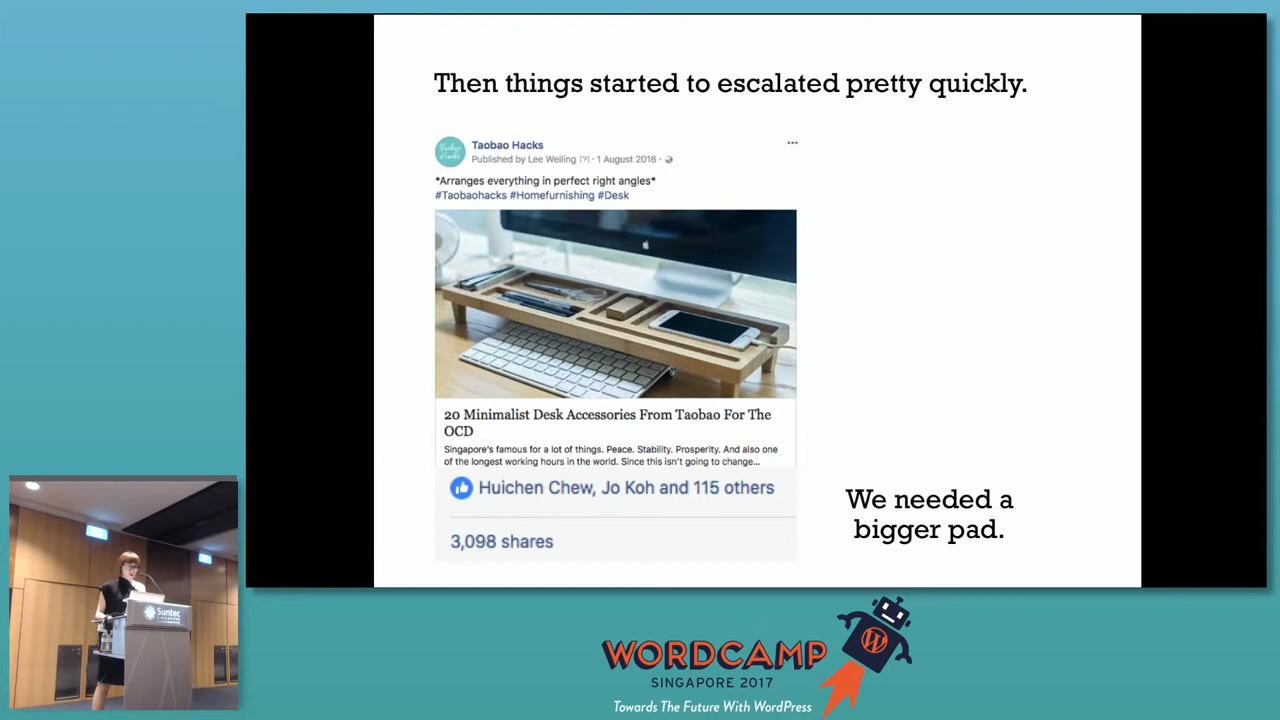 Then things started to escalated pretty quickly.
Taobao Hacks
Published by Lee Weiling [?] · 1 August 2016 ·
*Arranges everything in perfect right angles*
#Taobaohacks #Homefurnishing #Desk
20 Minimalist Desk Accessories From Taobao For The
OCD
Singapore's famous for a lot of things. Peace. Stability. Prosperity. And also one
of the longest working hours in the world. Since this isn't going to change...
Huichen Chew, Jo Koh and 115 others
3,098 shares
We needed a
bigger pad.
Suntec
SINGAPORE
WORDCAMP
SINGAPORE 2017
Towards The Future With WordPress